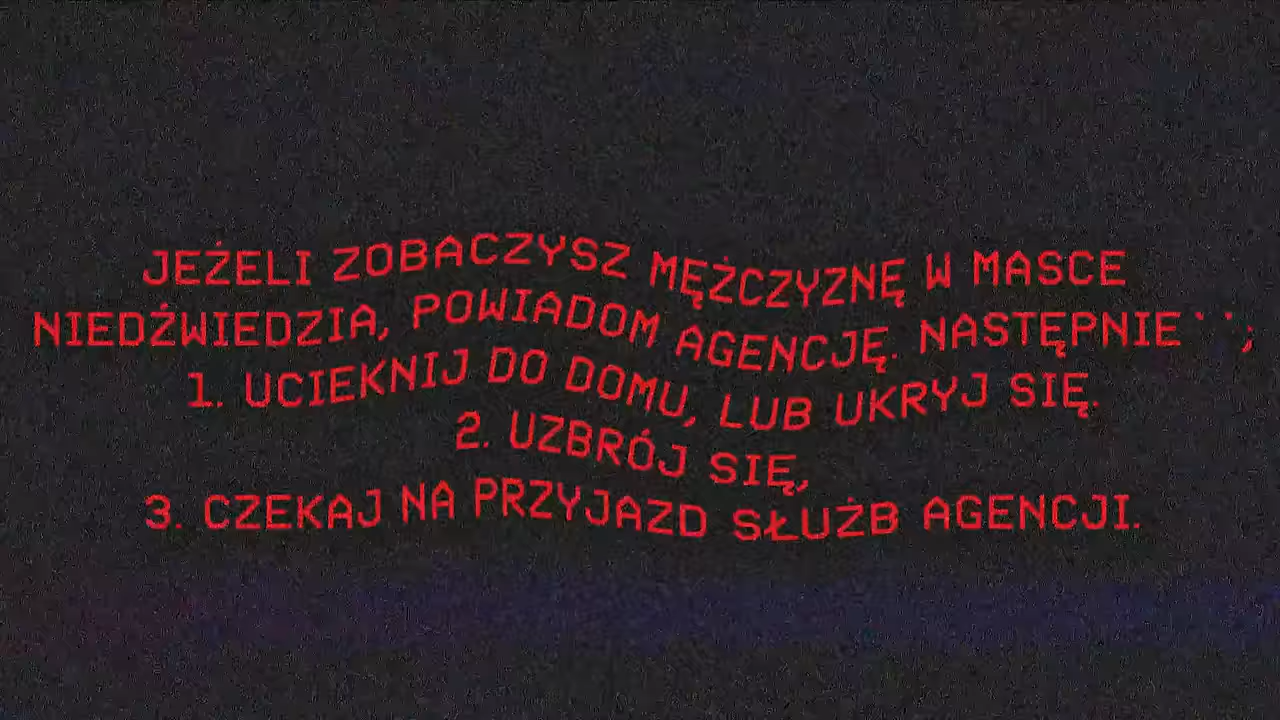 JEŻELI ZOBACZYSZ MĘŻCZYZNĘ W MASCE
NIEDŹWIEDZIA, POWIADOM AGENCJĘ. NASTĘPNIE``;
1. UCIEKNIJ DO DOMU, LUB UKRYJ SIĘ.
2. UZBRÓJ SIĘ,
3. CZEKAJ NA PRZYJAZD SŁUŻB AGENCJI.